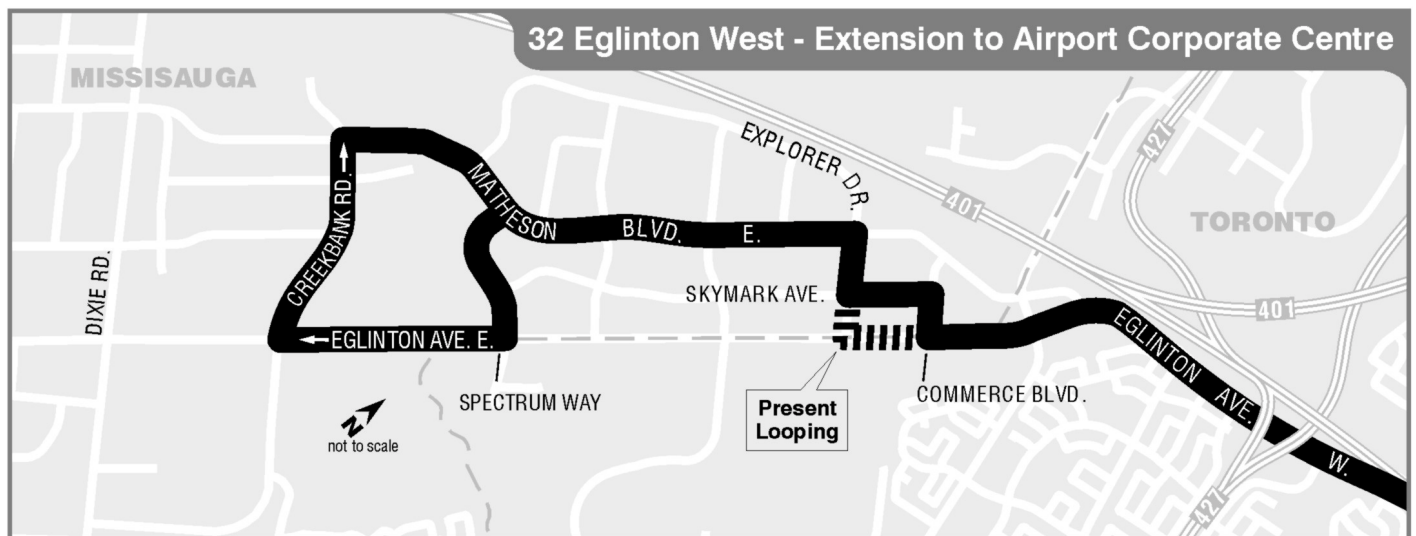 32 Eglinton West - Extension to Airport Corporate Centre
MISSISAUGA
EXPLORER DR.
427
401
TORONTO
MATHESON BLVD. E.
CREEKBANK RD.
DIXIE RD.
SKYMARK AVE.
401
EGLINTON AVE. W.
EGLINTON AVE. E.
SPECTRUM WAY
COMMERCE BLVD.
Present
Looping
N
not to scale
427